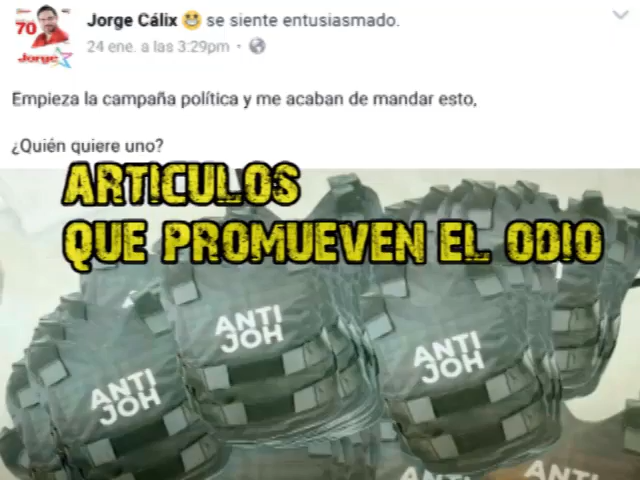 70
Jorge
Jorge Cálix 😁 se siente entusiasmado.
24 ene. a las 3:29pm ·
Empieza la campaña política y me acaban de mandar esto,
¿Quién quiere uno?
ARTICULOS
QUE PROMUEVEN EL ODIO
ANTI
JOH
ANTI
JOH
ANTI
JOH
ANTI
ANTI